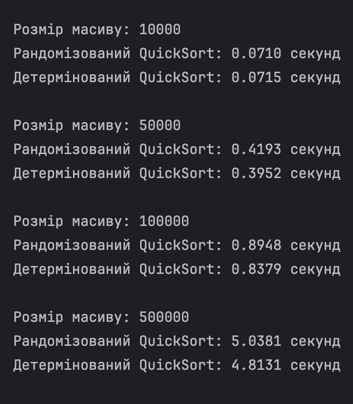 Розмір масиву: 10000
Рандомізований QuickSort: 0.0710 секунд
Детермінований QuickSort: 0.0715 секунд
Розмір масиву: 50000
Рандомізований QuickSort: 0.4193 секунд
Детермінований QuickSort: 0.3952 секунд
Розмір масиву: 100000
Рандомізований QuickSort: 0.8948 секунд
Детермінований QuickSort: 0.8379 секунд
Розмір масиву: 500000
Рандомізований QuickSort: 5.0381 секунд
Детермінований QuickSort: 4.8131 секунд